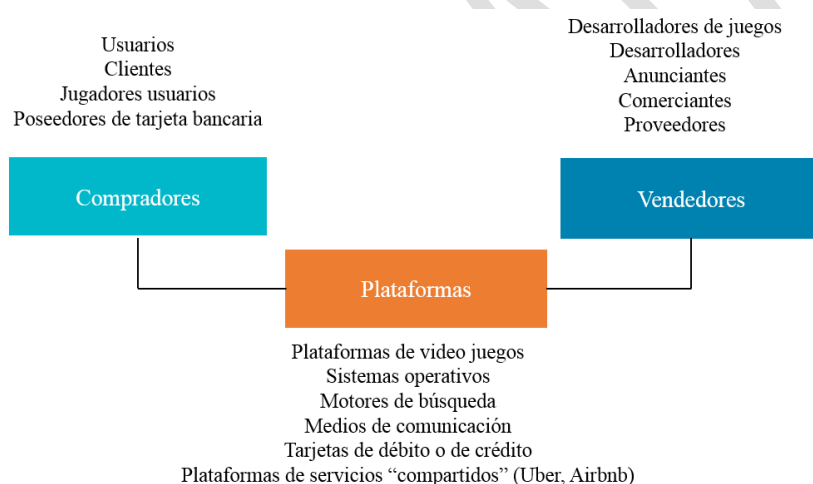 Usuarios
Clientes
Jugadores usuarios
Poseedores de tarjeta bancaria
Compradores
Desarrolladores de juegos
Desarrolladores
Anunciantes
Comerciantes
Proveedores
Vendedores
Plataformas
Plataformas de video juegos
Sistemas operativos
Motores de búsqueda
Medios de comunicación
Tarjetas de débito o de crédito
Plataformas de servicios “compartidos” (Uber, Airbnb)